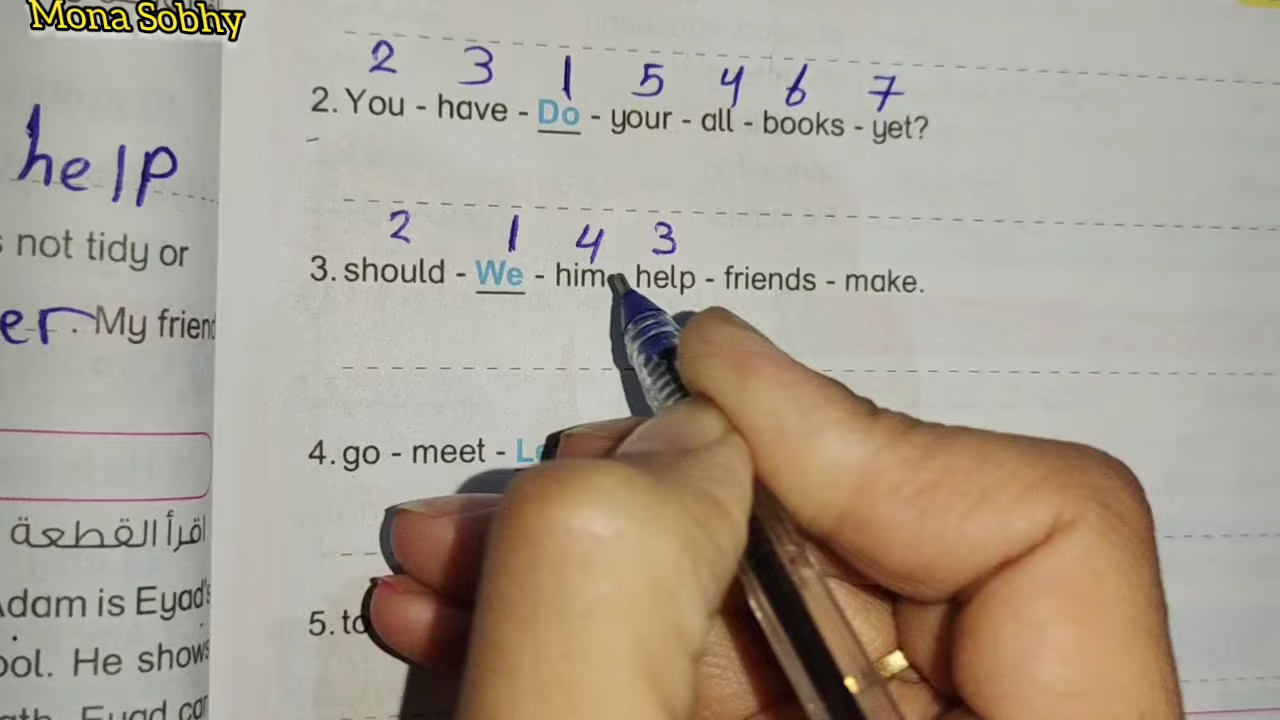 Mona Sobhy
help
not tidy or
er. My friend
اقرأ القطعة
Adam is Eyad's
He shows
Eyad can
2 3 1 5 4 6 7
2. You - have - Do - your - all - books - yet?
2 1 4 3
3. should - We - him - help - friends - make.
4. go - meet -
5.